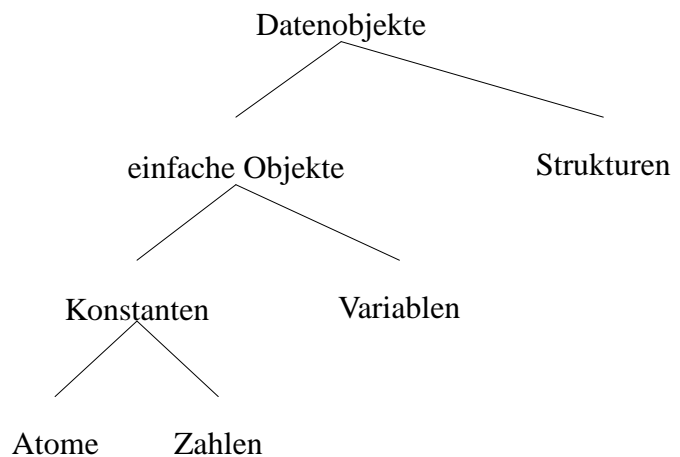 Datenobjekte
einfache Objekte Strukturen
Konstanten Variablen
Atome Zahlen